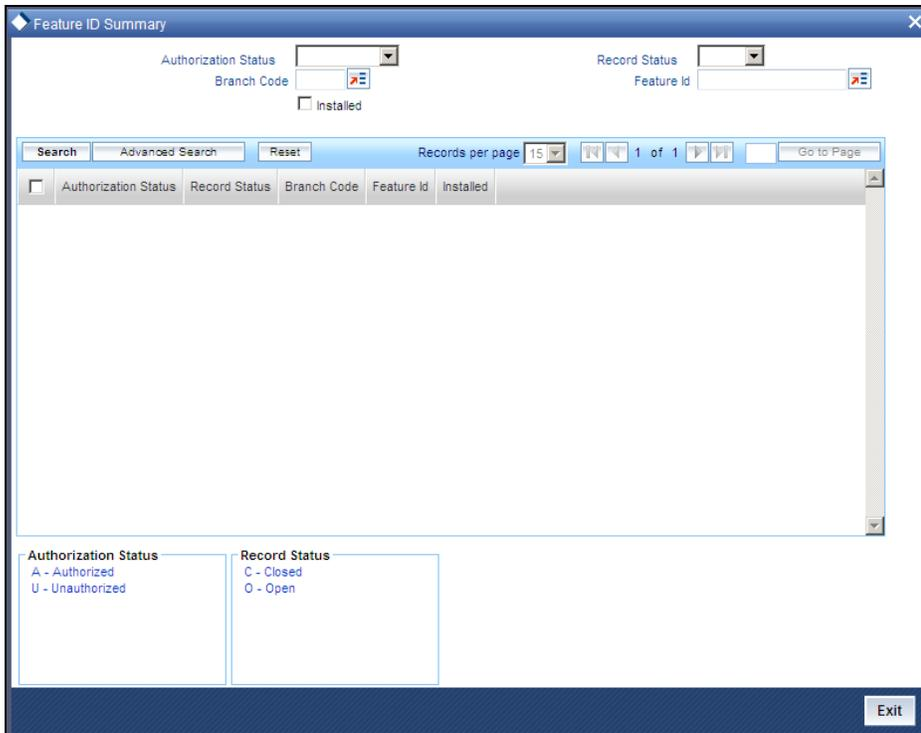 Feature ID Summary
Authorization Status
Record Status
Branch Code
Feature Id
Installed
Search Advanced Search Reset Records per page 15 1 of 1 Go to Page
Authorization Status Record Status Branch Code Feature Id Installed
Authorization Status
A - Authorized
U - Unauthorized
Record Status
C - Closed
O - Open
Exit